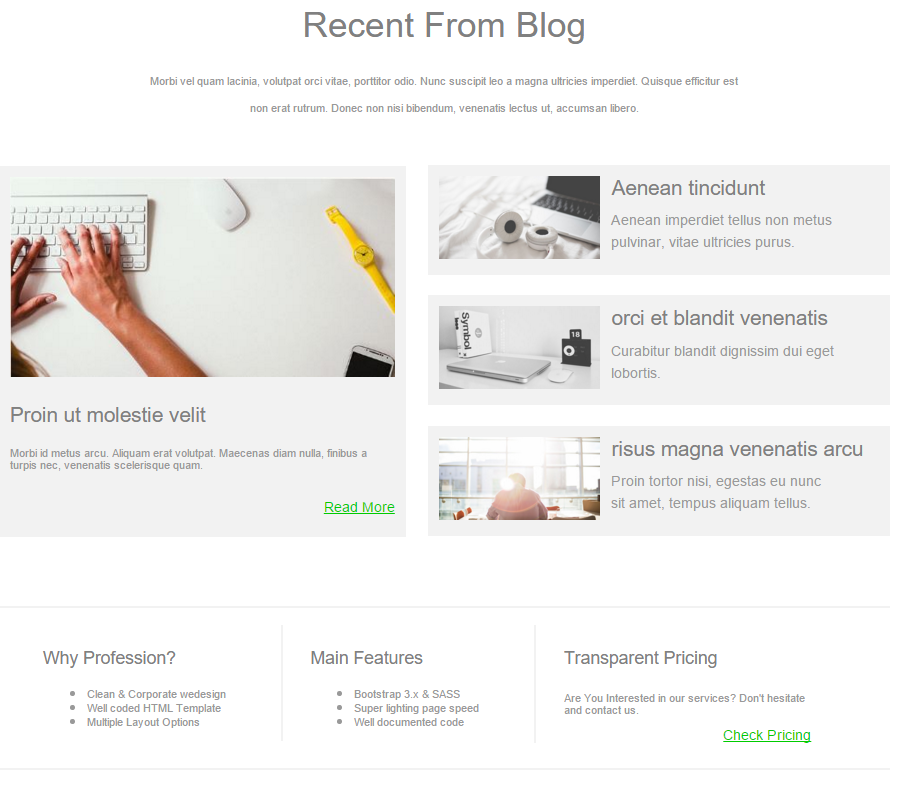 Recent From Blog
Morbi vel quam lacinia, volutpat orci vitae, porttitor odio. Nunc suscipit leo a magna ultricies imperdiet. Quisque efficitur est
non erat rutrum. Donec non nisi bibendum, venenatis lectus ut, accumsan libero.
Proin ut molestie velit
Morbi id metus arcu. Aliquam erat volutpat. Maecenas diam nulla, finibus a
turpis nec, venenatis scelerisque quam.
Read More
Aenean tincidunt
Aenean imperdiet tellus non metus
pulvinar, vitae ultricies purus.
Symbol
18
orci et blandit venenatis
Curabitur blandit dignissim dui eget
lobortis.
risus magna venenatis arcu
Proin tortor nisi, egestas eu nunc
sit amet, tempus aliquam tellus.
Why Profession?
Clean & Corporate wedesign
Well coded HTML Template
Multiple Layout Options
Main Features
Bootstrap 3.x & SASS
Super lighting page speed
Well documented code
Transparent Pricing
Are You Interested in our services? Don't hesitate
and contact us.
Check Pricing